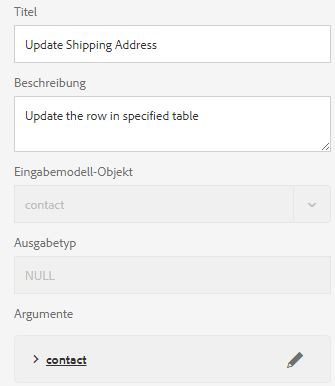 Titel
Update Shipping Address
Beschreibung
Update the row in specified table
Eingabemodell-Objekt
contact
Ausgabetyp
NULL
Argumente
contact